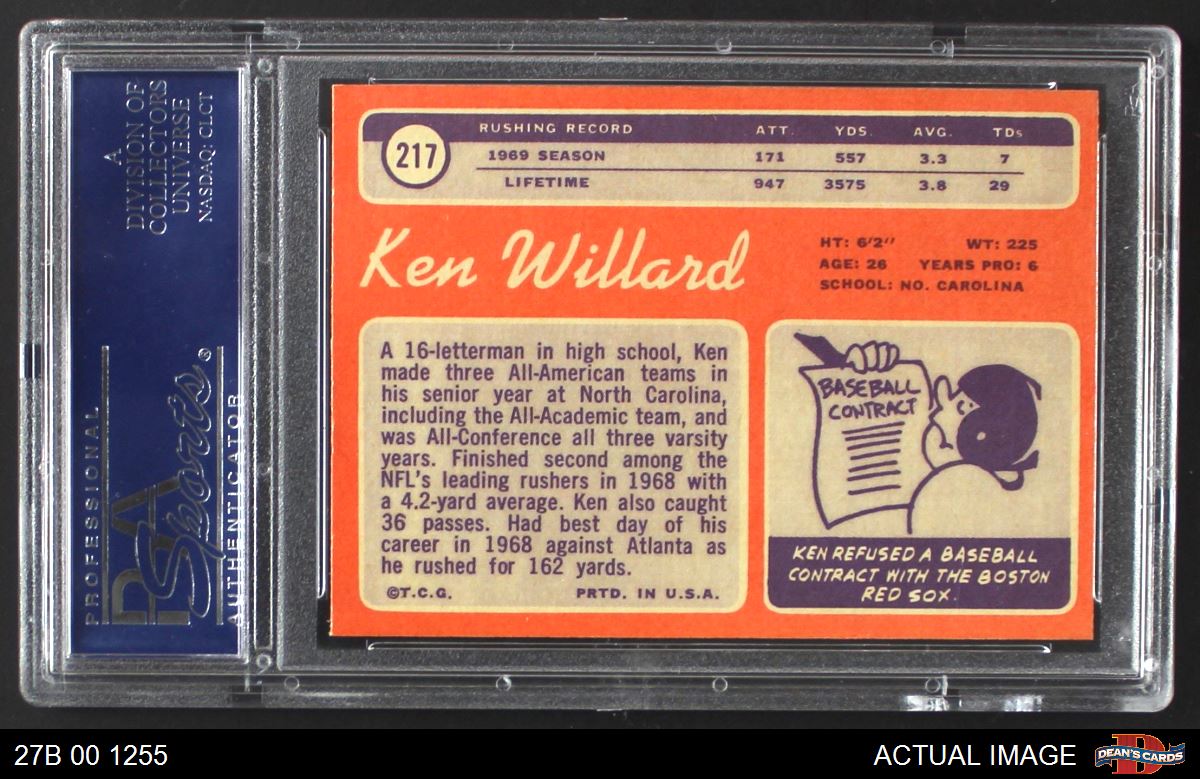 A
DIVISION OF
COLLECTORS
UNIVERSE
NASDAQ: CLCT
PROFESSIONAL
PSA
Sports®
AUTHENTICATOR
217
RUSHING RECORD ATT. YDS. AVG. TDs
1969 SEASON 171 557 3.3 7
LIFETIME 947 3575 3.8 29
Ken Willard
HT: 6'2" WT: 225
AGE: 26 YEARS PRO: 6
SCHOOL: NO. CAROLINA
A 16-letterman in high school, Ken
made three All-American teams in
his senior year at North Carolina,
including the All-Academic team, and
was All-Conference all three varsity
years. Finished second among the
NFL's leading rushers in 1968 with
a 4.2-yard average. Ken also caught
36 passes. Had best day of his
career in 1968 against Atlanta as
he rushed for 162 yards.
©T.C.G. PRTD. IN U.S.A.
BASEBALL
CONTRACT
KEN REFUSED A BASEBALL
CONTRACT WITH THE BOSTON
RED SOX.
27B 00 1255
ACTUAL IMAGE
DEAN'S CARDS